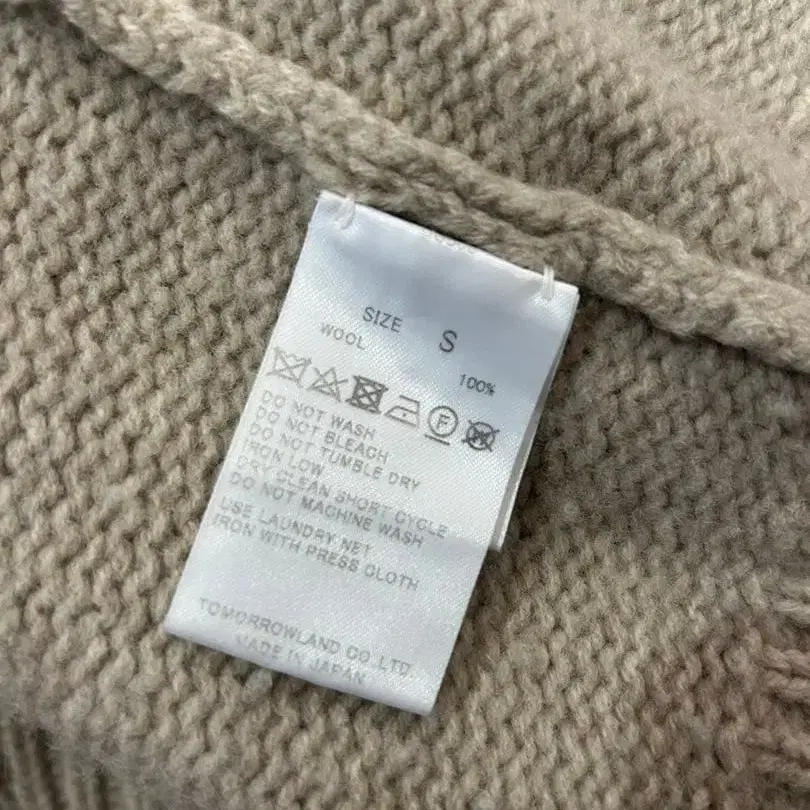 SIZE S
WOOL 100%
F
W
DO NOT WASH
DO NOT BLEACH
DO NOT TUMBLE DRY
IRON LOW
DRY CLEAN SHORT CYCLE
DO NOT MACHINE WASH
USE LAUNDRY NET
IRON WITH PRESS CLOTH
TOMORROWLAND CO.,LTD.
MADE IN JAPAN